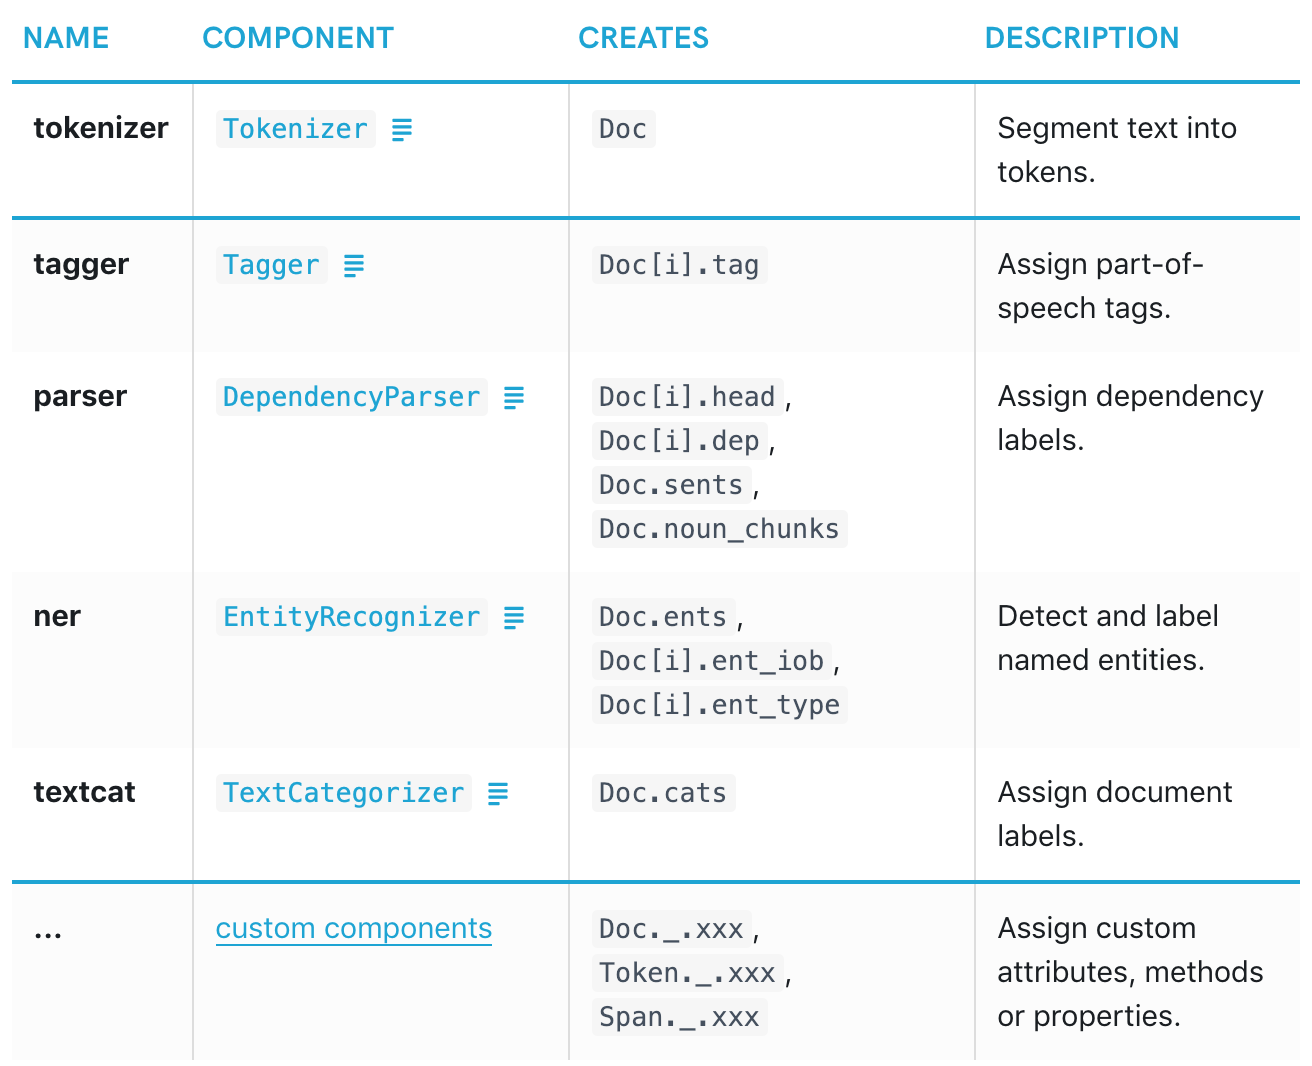 NAME COMPONENT CREATES DESCRIPTION
tokenizer Tokenizer Doc Segment text into
tokens.
tagger Tagger Doc[i].tag Assign part-of-
speech tags.
parser DependencyParser Doc[i].head, Assign dependency
Doc[i].dep, labels.
Doc.sents,
Doc.noun_chunks
ner EntityRecognizer Doc.ents, Detect and label
Doc[i].ent_iob, named entities.
Doc[i].ent_type
textcat TextCategorizer Doc.cats Assign document
labels.
... custom components Doc._.xxx, Assign custom
Token._.xxx, attributes, methods
Span._.xxx or properties.